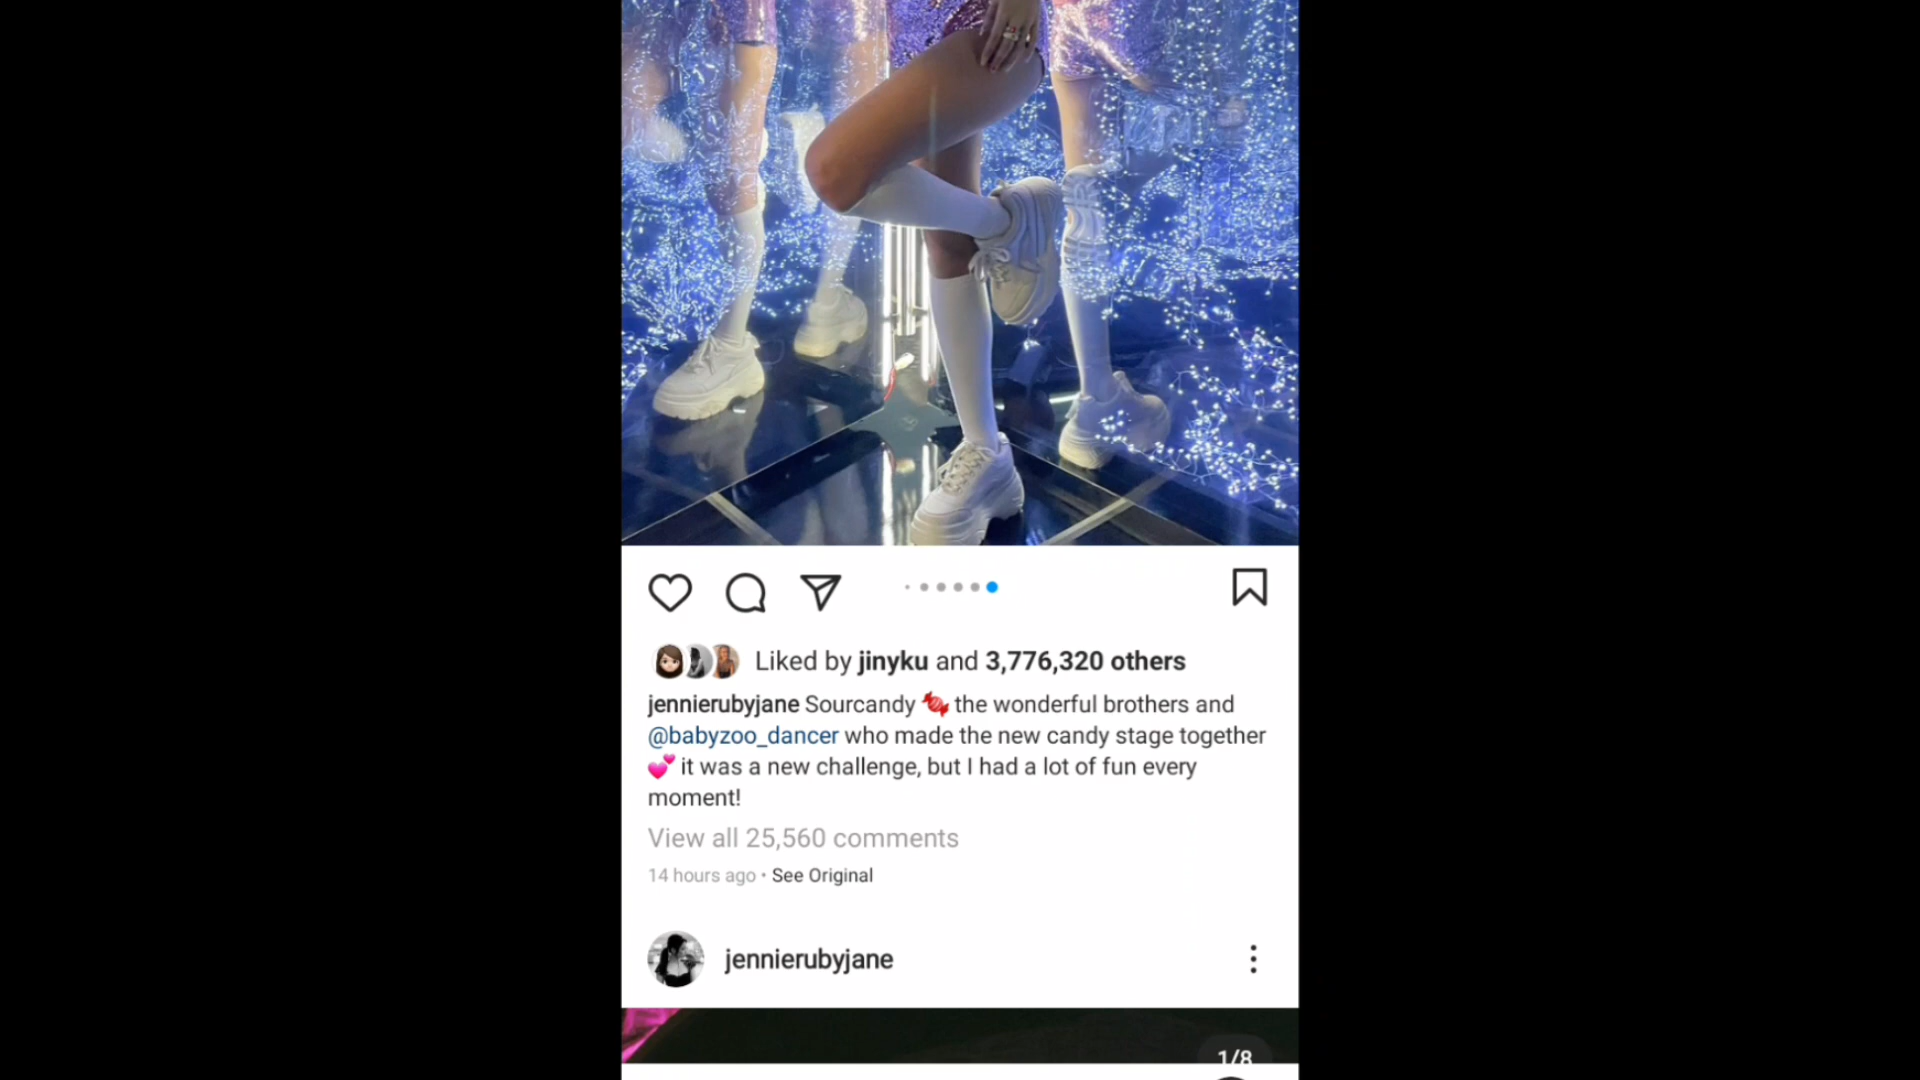 Liked by jinyku and 3,776,320 others
jennierubyjane Sourcandy 🍬 the wonderful brothers and
@babyzoo_dancer who made the new candy stage together
💕 it was a new challenge, but I had a lot of fun every
moment!
View all 25,560 comments
14 hours ago • See Original
jennierubyjane
1/8